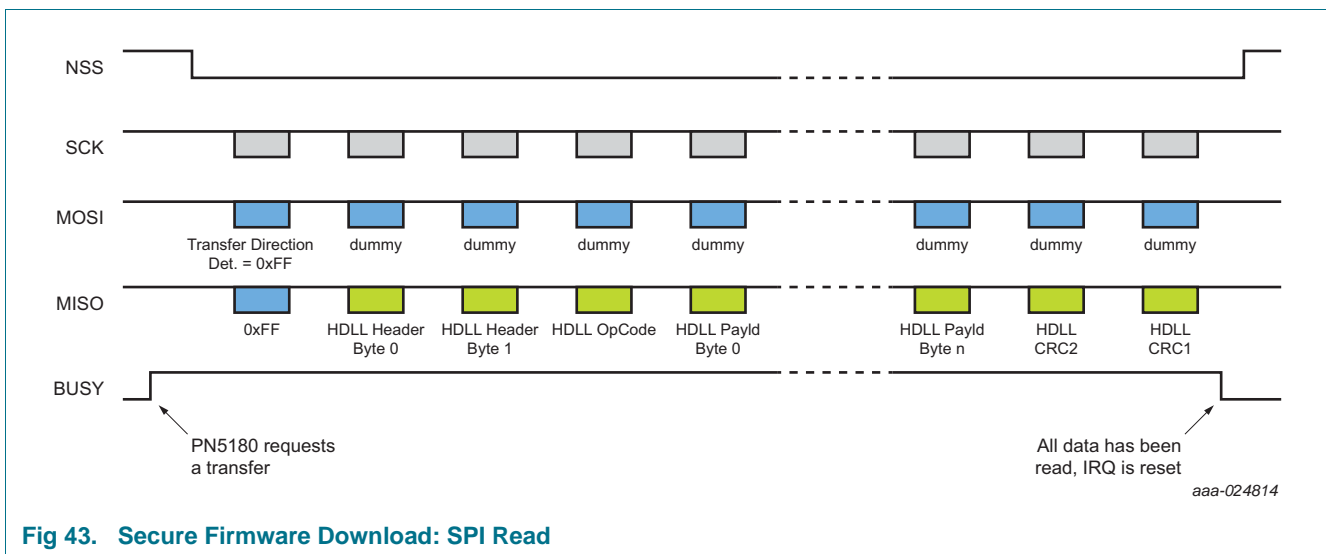 NSS
SCK
MOSI
Transfer Direction
Det. = 0xFF
dummy
dummy
dummy
dummy
dummy
dummy
dummy
MISO
0xFF
HDLL Header
Byte 0
HDLL Header
Byte 1
HDLL OpCode
HDLL Payld
Byte 0
HDLL Payld
Byte n
HDLL
CRC2
HDLL
CRC1
BUSY
PN5180 requests
a transfer
All data has been
read, IRQ is reset
aaa-024814
Fig 43. Secure Firmware Download: SPI Read